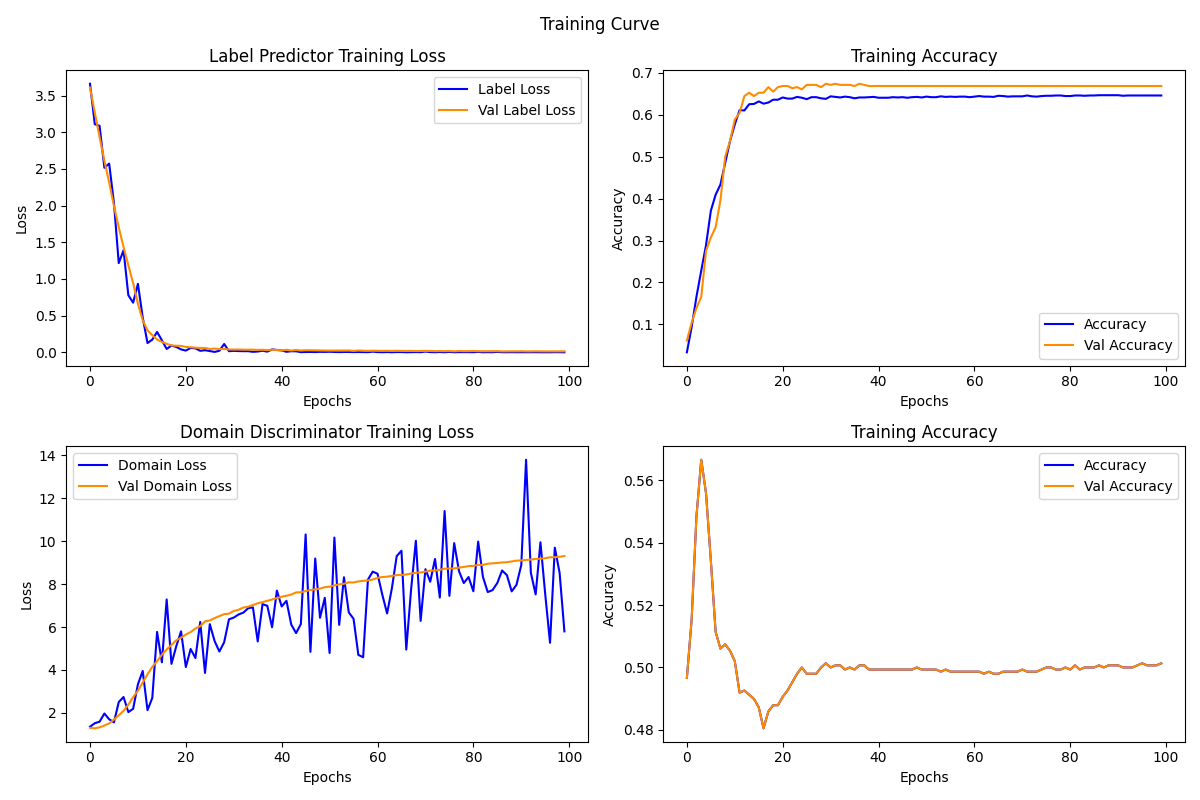 Training Curve
Label Predictor Training Loss
Loss
3.5
3.0
2.5
2.0
1.5
1.0
0.5
0.0
0 20 40 60 80 100
Epochs
Label Loss
Val Label Loss
Training Accuracy
Accuracy
0.7
0.6
0.5
0.4
0.3
0.2
0.1
0 20 40 60 80 100
Epochs
Accuracy
Val Accuracy
Domain Discriminator Training Loss
Loss
14
12
10
8
6
4
2
0 20 40 60 80 100
Epochs
Domain Loss
Val Domain Loss
Training Accuracy
Accuracy
0.56
0.54
0.52
0.50
0.48
0 20 40 60 80 100
Epochs
Accuracy
Val Accuracy